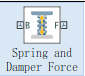 B F
Spring and
Damper Force